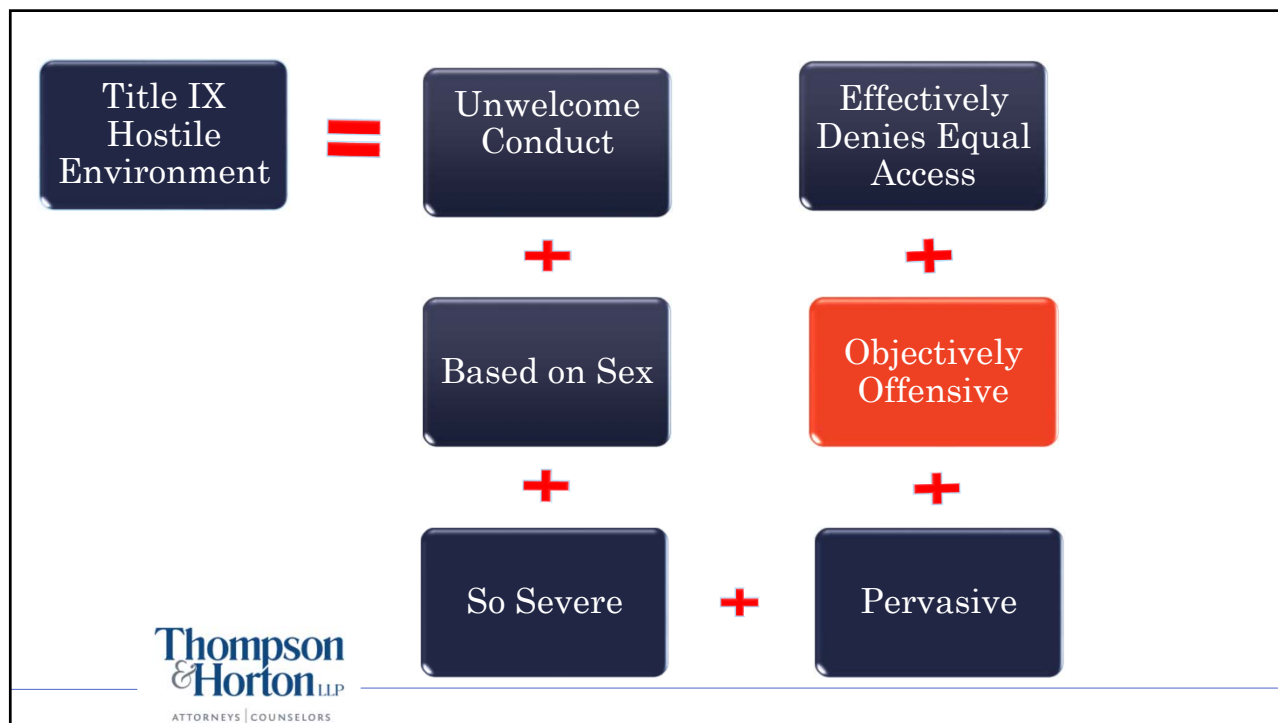 Title IX
Hostile
Environment
=
Unwelcome
Conduct
+
Based on Sex
+
So Severe
+
Pervasive
+
Objectively
Offensive
+
Effectively
Denies Equal
Access
Thompson
&Horton LLP
ATTORNEYS | COUNSELORS